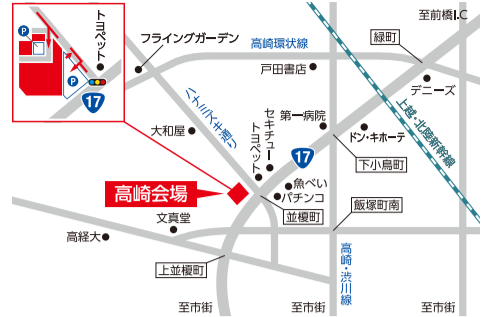 至前橋I.C
トヨペット
P
P
17
フライングガーデン
高崎環状線
緑町
戸田書店
デニーズ
ハナミズキ通り
上越・北陸新幹線
大和屋
セキチュー
トヨペット
第一病院
ドン・キホーテ
17
下小鳥町
高崎会場
魚べい
パチンコ
並榎町
飯塚町南
文真堂
高経大
上並榎町
高崎・渋川線
至市街
至市街
至市街